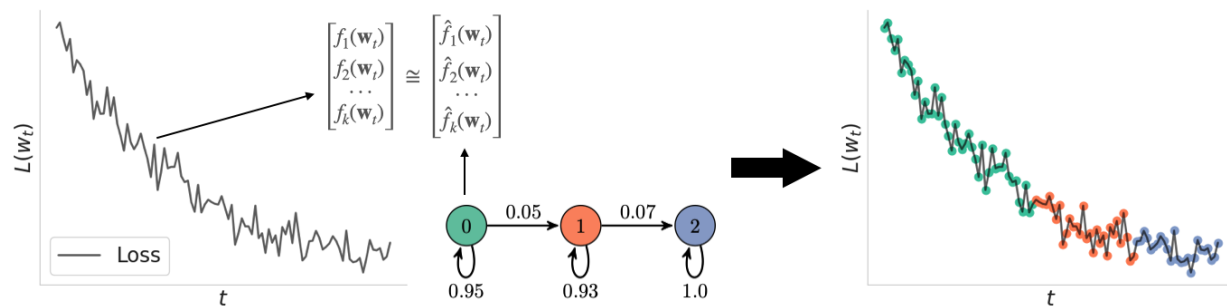 L(w_t)
Loss
t
f_1(𝐰_t)
f_2(𝐰_t)
⋯
f_k(𝐰_t)
≊
f̂_1(𝐰_t)
f̂_2(𝐰_t)
⋯
f̂_k(𝐰_t)
0 0.05 1 0.07 2
0.95 0.93 1.0
L(w_t)
t